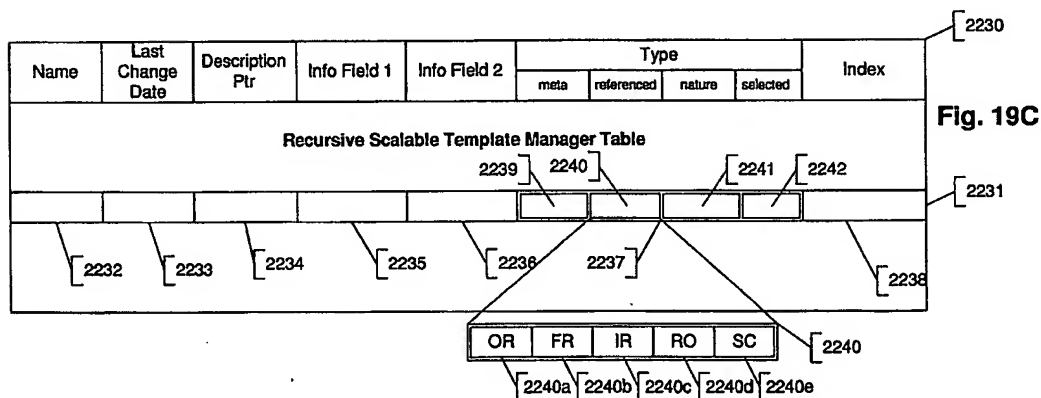 2230
Name
Last
Change
Date
Description
Ptr
Info Field 1
Info Field 2
Type
meta
referenced
nature
selected
Index
Fig. 19C
Recursive Scalable Template Manager Table
2239
2240
2241
2242
2231
2232
2233
2234
2235
2236
2237
2238
OR
FR
IR
RO
SC
2240
2240a
2240b
2240c
2240d
2240e